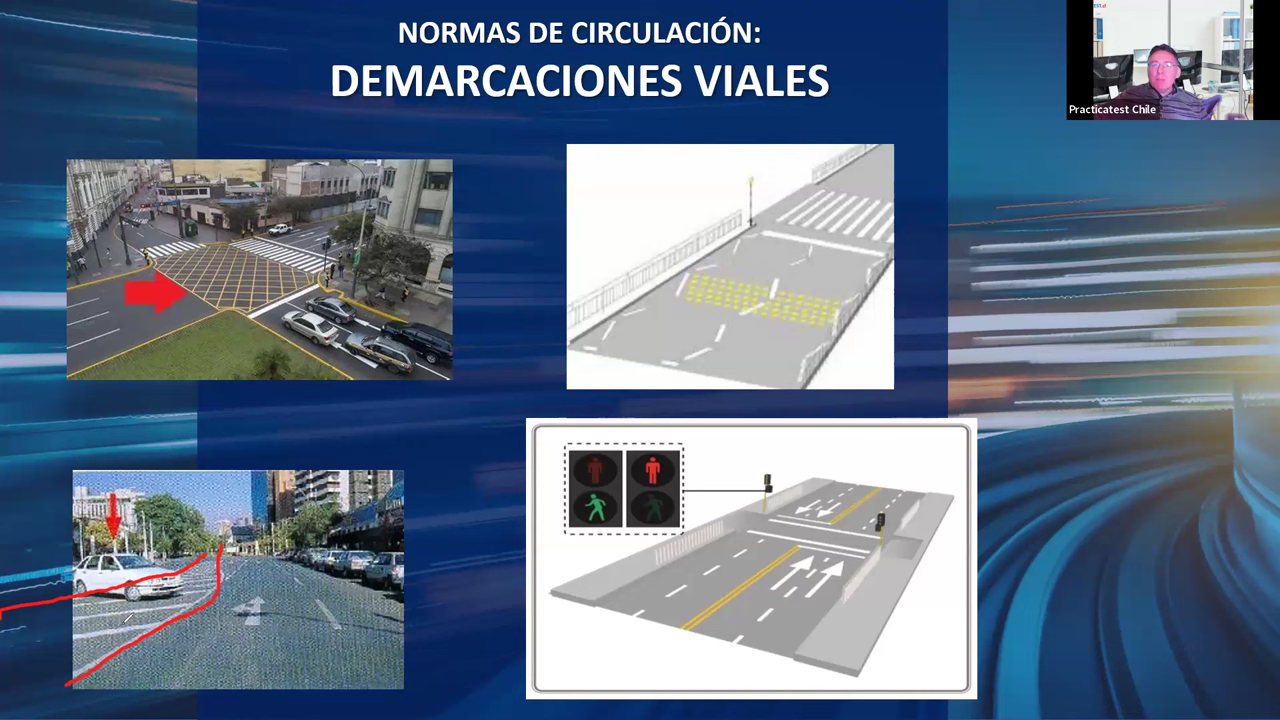 NORMAS DE CIRCULACIÓN:
DEMARCACIONES VIALES
Practicatest Chile